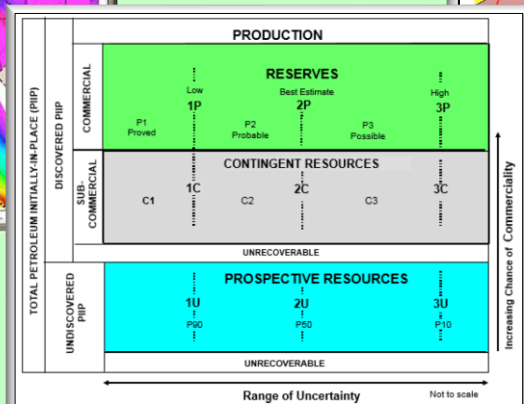 PRODUCTION
RESERVES
Low
Best Estimate
High
1P
2P
3P
P1
Proved
P2
Probable
P3
Possible
CONTINGENT RESOURCES
1C
2C
3C
C1
C2
C3
UNRECOVERABLE
PROSPECTIVE RESOURCES
1U
2U
3U
P90
P50
P10
UNRECOVERABLE
Range of Uncertainty
Not to scale
TOTAL PETROLEUM INITIALLY-IN-PLACE (PIIP)
DISCOVERED PIIP
COMMERCIAL
SUB-
COMMERCIAL
UNDISCOVERED
PIIP
Increasing Chance of Commerciality